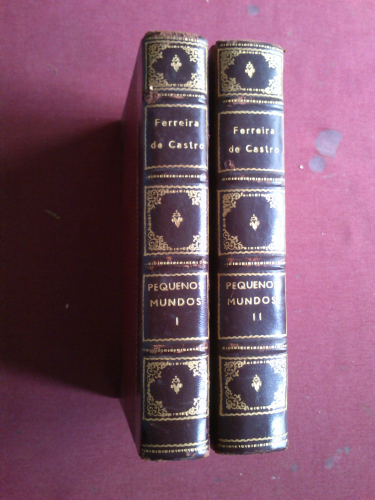 Ferreira
de Castro
PEQUENOS
MUNDOS
I
Ferreira
de Castro
PEQUENOS
MUNDOS
II